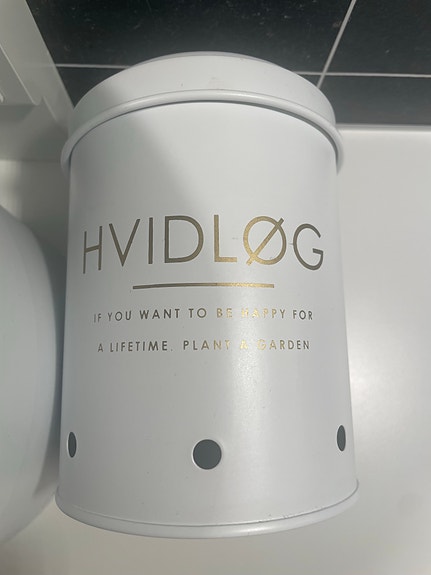 HVIDLØG
IF YOU WANT TO BE HAPPY FOR
A LIFETIME. PLANT A GARDEN